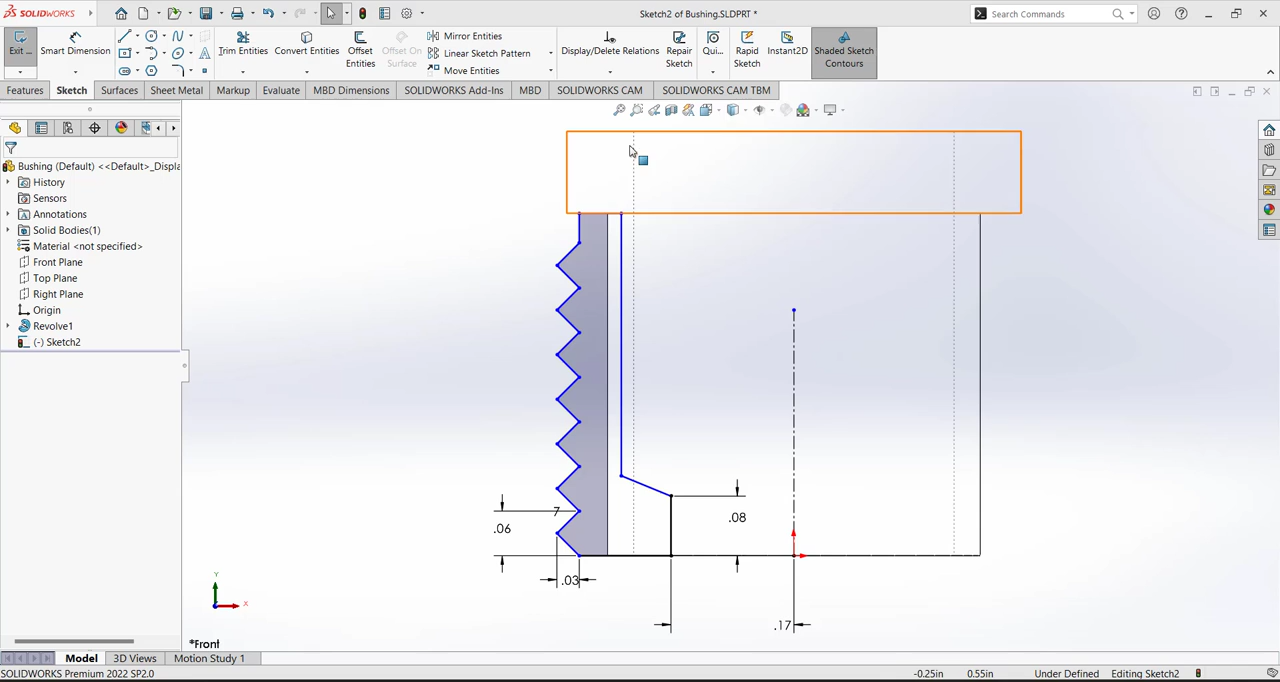 SOLIDWORKS
Sketch2 of Bushing.SLDPRT *
Search Commands
Exit ...
Smart Dimension
Trim Entities
Convert Entities
Offset
Entities
Offset On
Surface
Mirror Entities
Linear Sketch Pattern
Move Entities
Display/Delete Relations
Repair
Sketch
Qui...
Rapid
Sketch
Instant2D
Shaded Sketch
Contours
Features
Sketch
Surfaces
Sheet Metal
Markup
Evaluate
MBD Dimensions
SOLIDWORKS Add-Ins
MBD
SOLIDWORKS CAM
SOLIDWORKS CAM TBM
Bushing (Default) <<Default>_Displa
History
Sensors
Annotations
Solid Bodies(1)
Material <not specified>
Front Plane
Top Plane
Right Plane
Origin
Revolve1
(-) Sketch2
7
.06
.08
.03
.17
Y
X
*Front
Model
3D Views
Motion Study 1
SOLIDWORKS Premium 2022 SP2.0
-0.25in
0.55in
Under Defined
Editing Sketch2